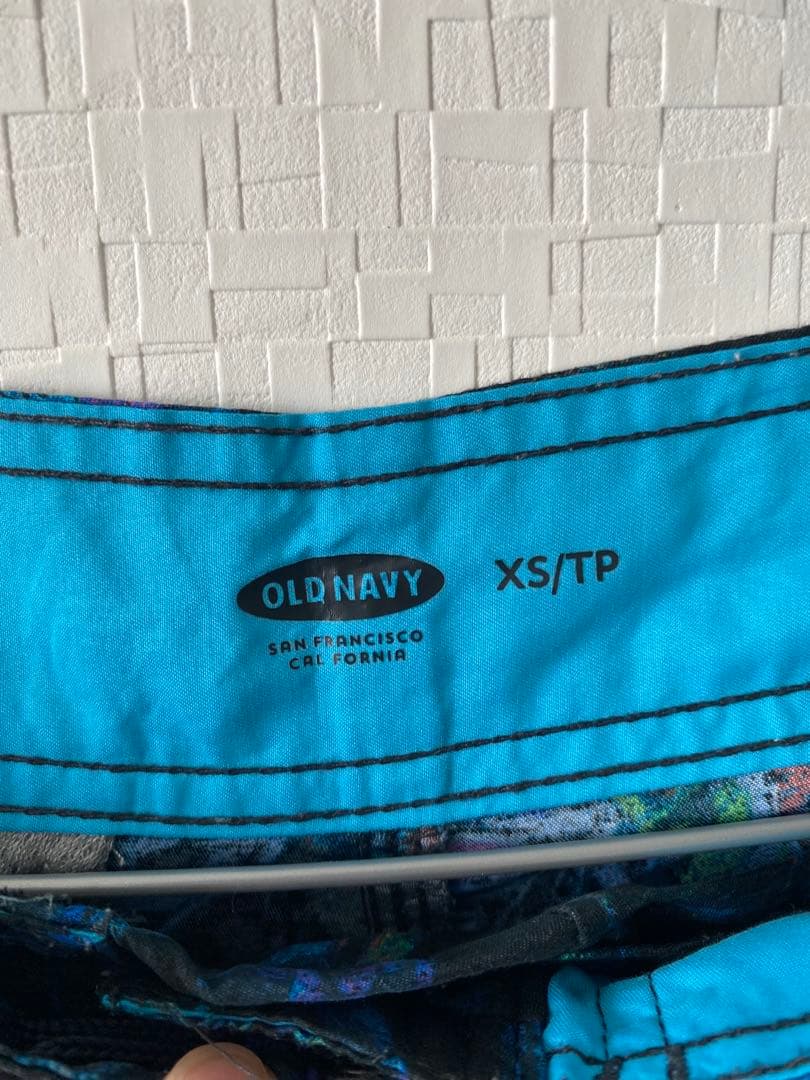 OLD NAVY
SAN FRANCISCO
CAL FORNIA
XS/TP